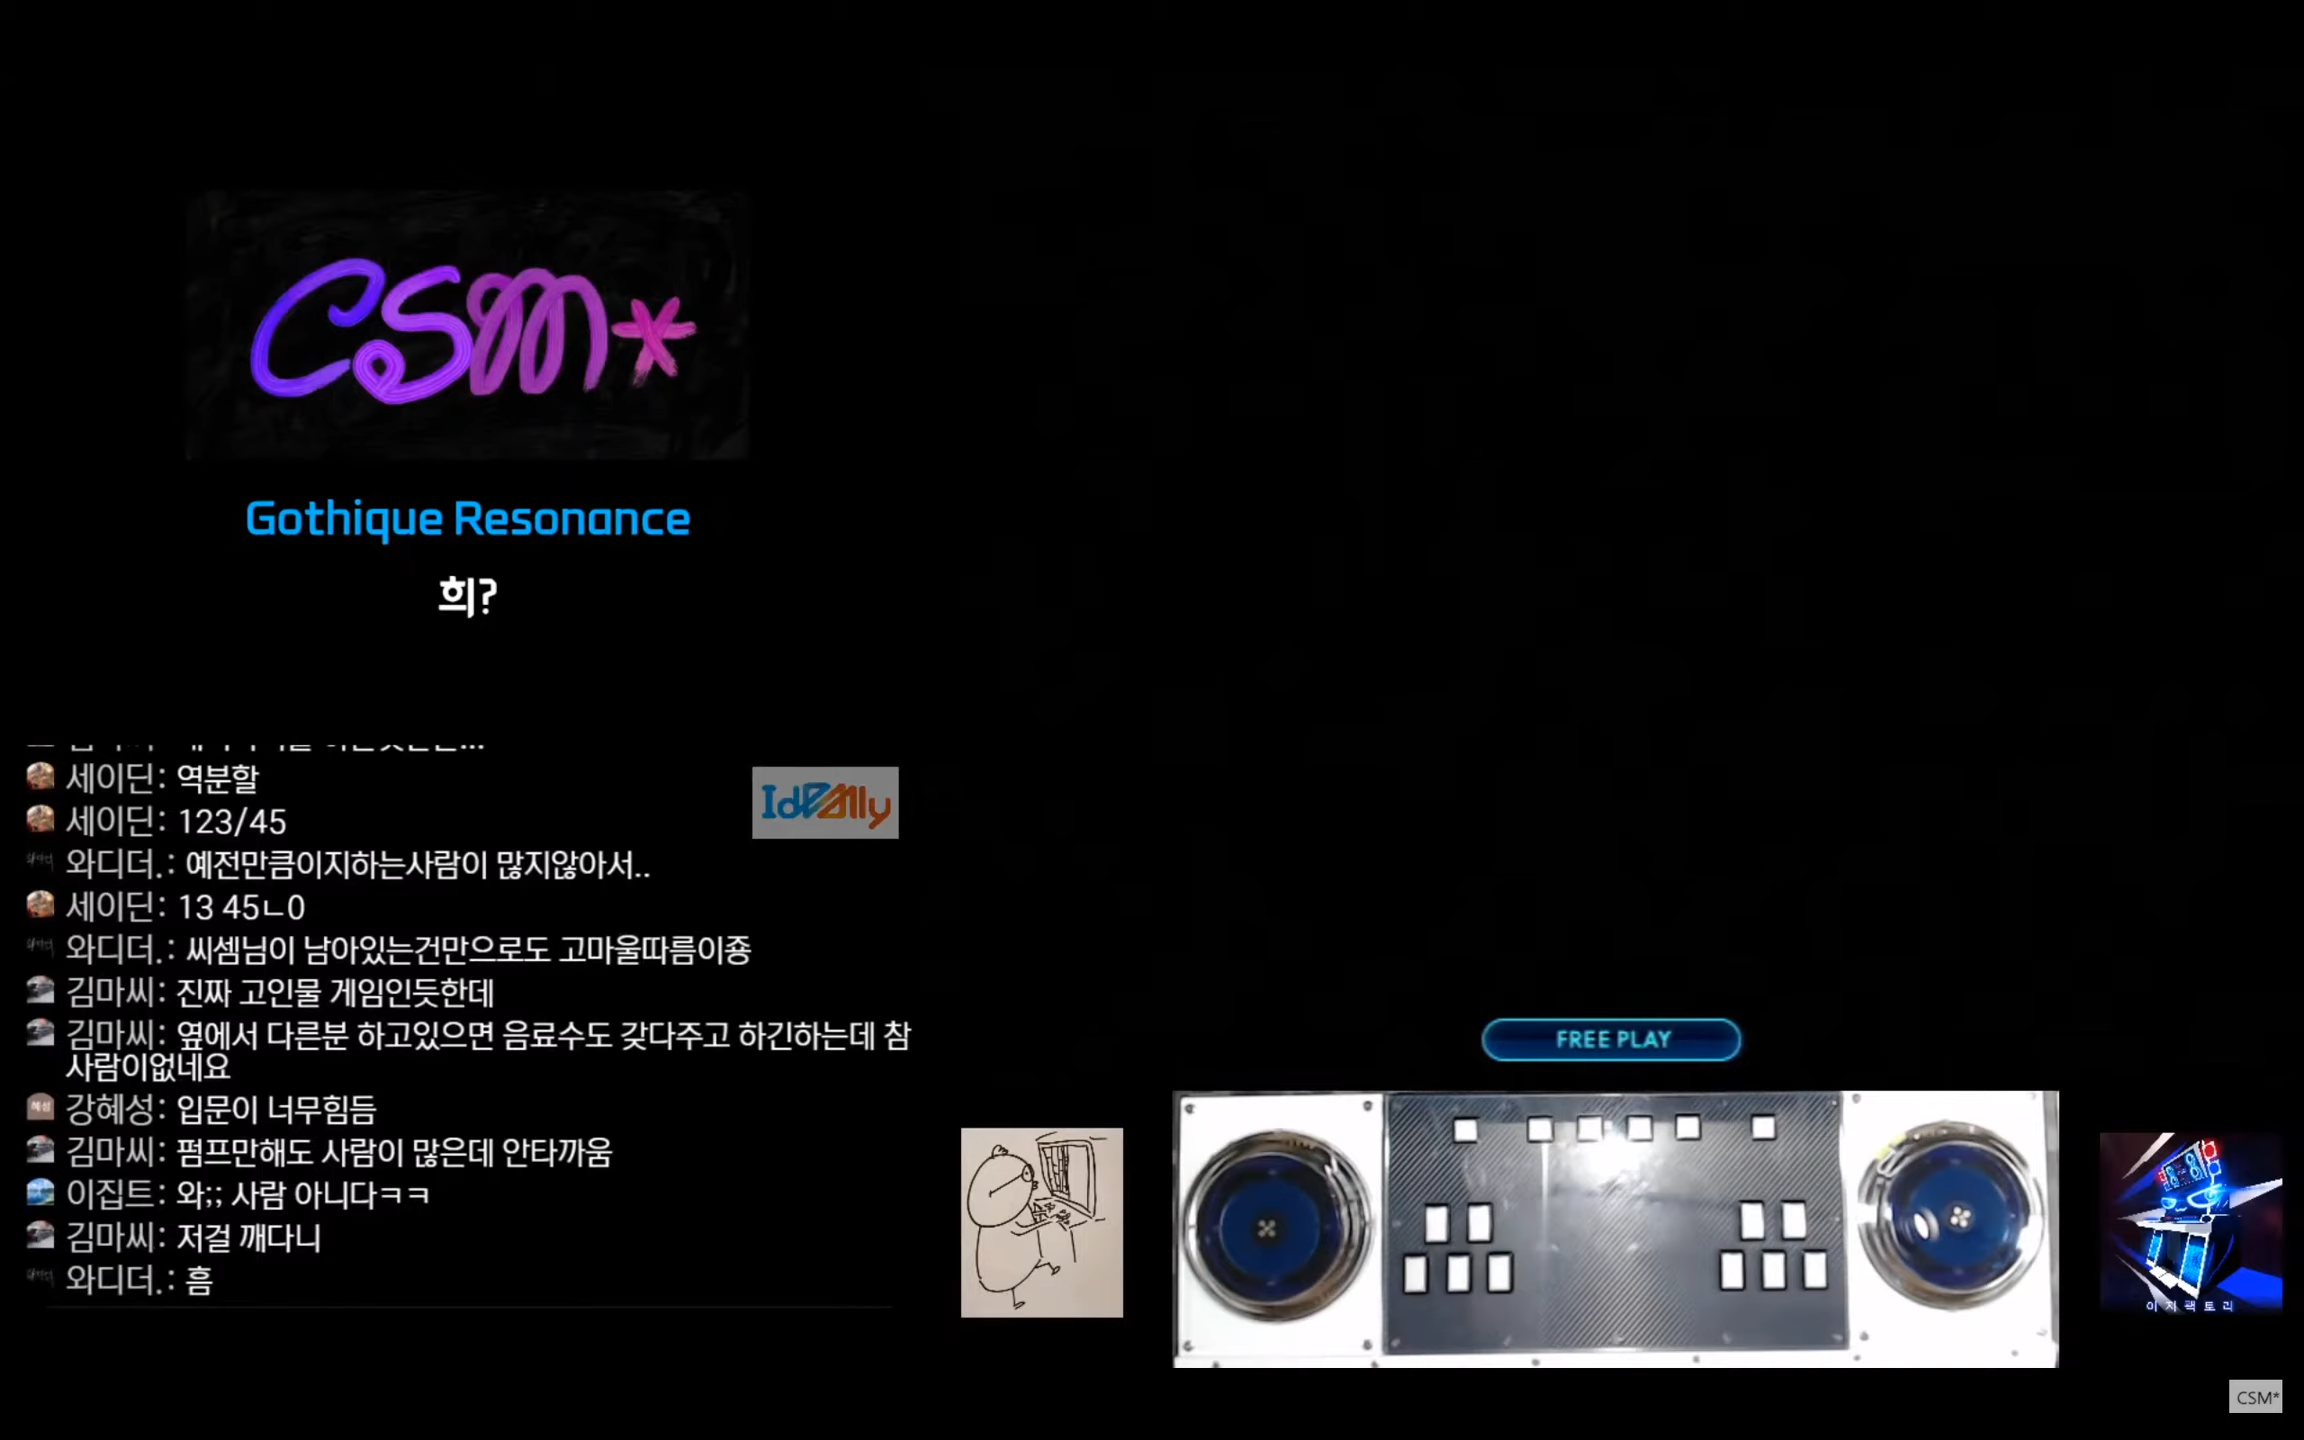 CSM*
Gothique Resonance
희?
세이딘: 역분할
세이딘: 123/45
와디더.: 예전만큼이지하는사람이 많지않아서..
세이딘: 13 45ㄴ0
와디더.: 씨셈님이 남아있는건만으로도 고마울따름이죵
김마씨: 진짜 고인물 게임인듯한데
김마씨: 옆에서 다른분 하고있으면 음료수도 갖다주고 하긴하는데 참
사람이없네요
강혜성: 입문이 너무힘듬
김마씨: 펌프만해도 사람이 많은데 안타까움
이집트: 와;; 사람 아니다ㅋㅋ
김마씨: 저걸 깨다니
와디더.: 흠
IdEAlly
FREE PLAY
이지팩토리
CSM*